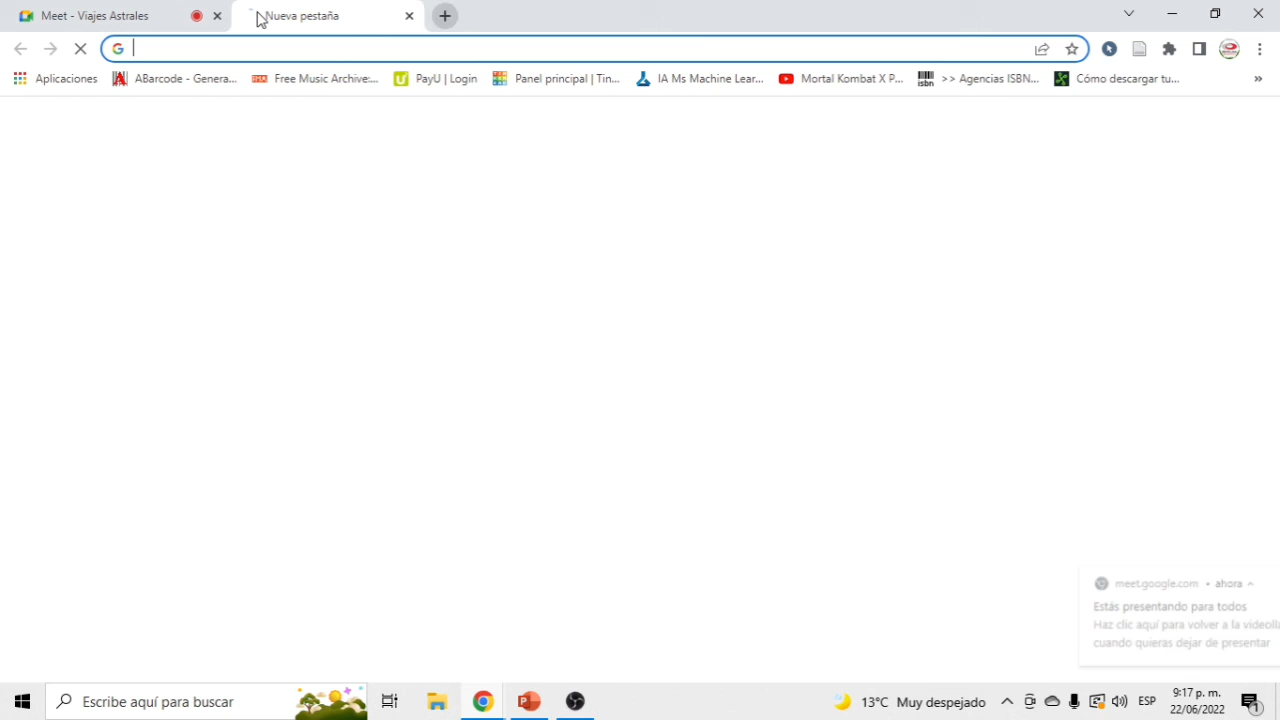 Meet - Viajes Astrales
Nueva pestaña
Aplicaciones
ABarcode - Genera...
Free Music Archive:...
PayU | Login
Panel principal | Tin...
IA Ms Machine Lear...
Mortal Kombat X P...
isbn
>> Agencias ISBN...
Cómo descargar tu...
»
meet.google.com • ahora
Estás presentando para todos
Haz clic aquí para volver a la videolla
cuando quieras dejar de presentar
Escribe aquí para buscar
13°C Muy despejado
ESP
9:17 p. m.
22/06/2022
1